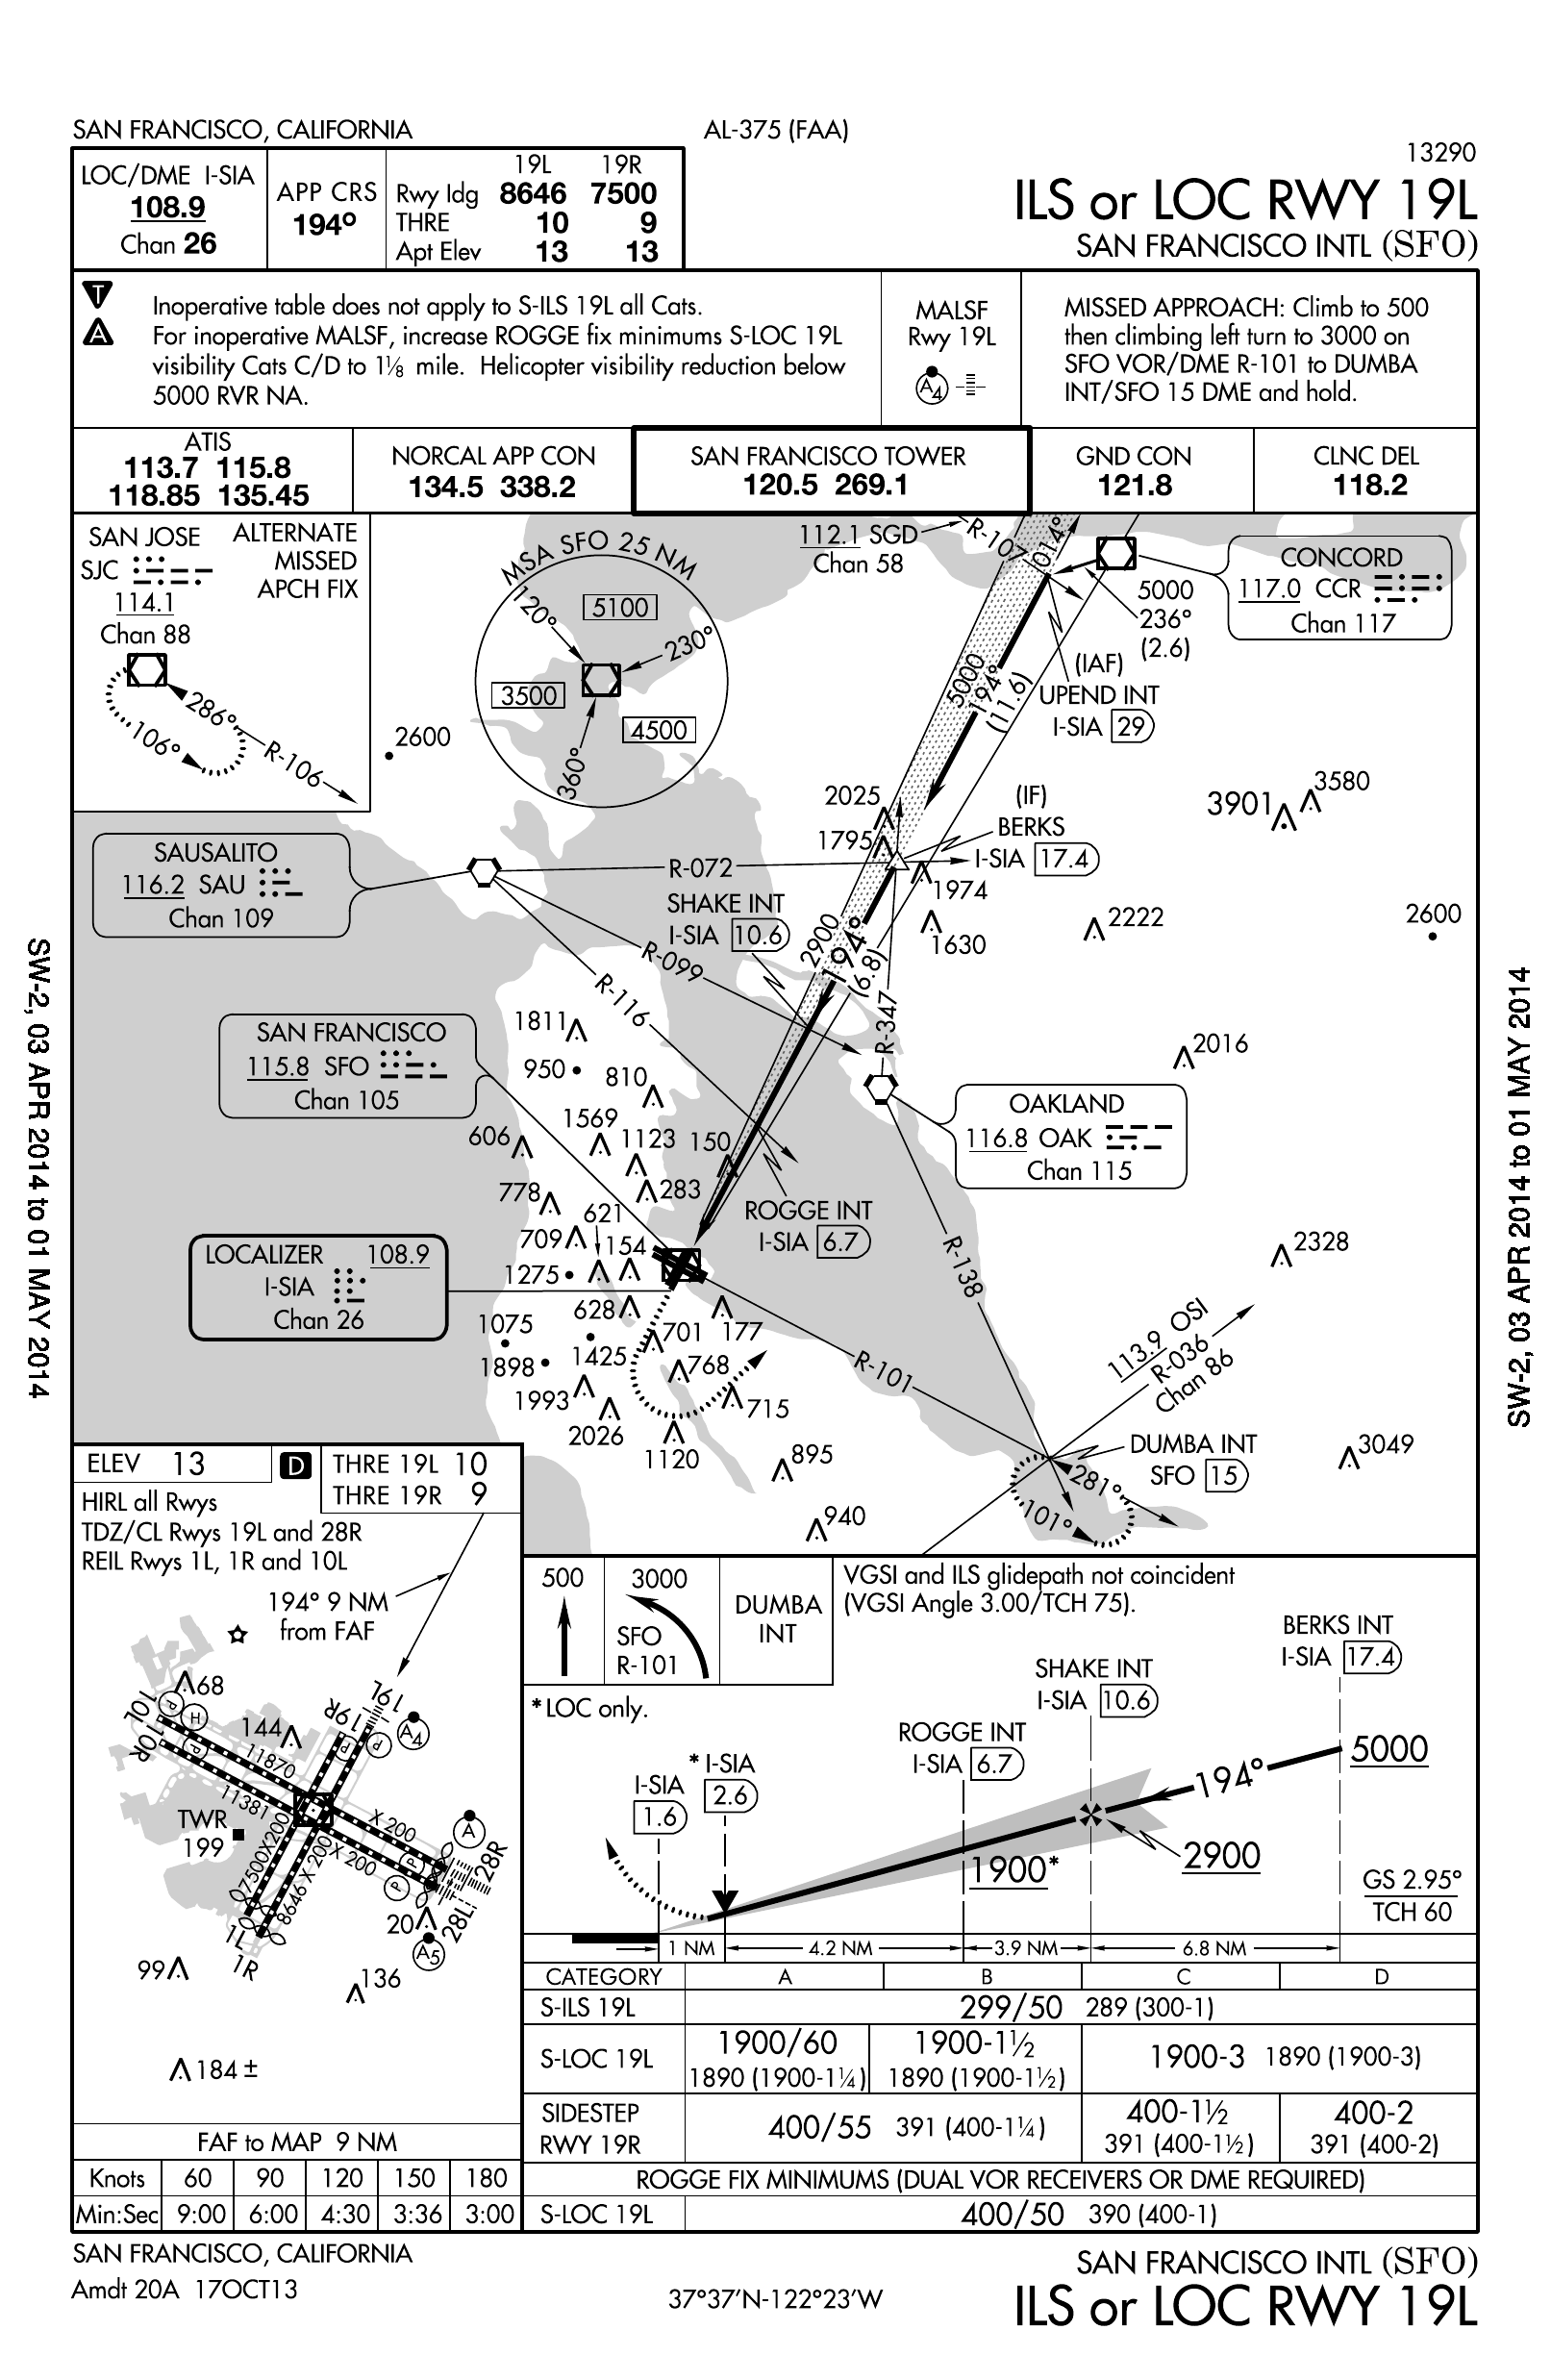 SAN FRANCISCO, CALIFORNIA
AL-375 (FAA)
13290
ILS or LOC RWY 19L
SAN FRANCISCO INTL (SFO)
LOC/DME I-SIA
108.9
Chan 26
APP CRS
194°
19L 19R
Rwy ldg 8646 7500
THRE 10 9
Apt Elev 13 13
T
A
Inoperative table does not apply to S-ILS 19L all Cats.
For inoperative MALSF, increase ROGGE fix minimums S-LOC 19L
visibility Cats C/D to 1⅛ mile. Helicopter visibility reduction below
5000 RVR NA.
MALSF
Rwy 19L
A4
MISSED APPROACH: Climb to 500
then climbing left turn to 3000 on
SFO VOR/DME R-101 to DUMBA
INT/SFO 15 DME and hold.
ATIS
113.7 115.8
118.85 135.45
NORCAL APP CON
134.5 338.2
SAN FRANCISCO TOWER
120.5 269.1
GND CON
121.8
CLNC DEL
118.2
SAN JOSE
SJC
114.1
Chan 88
ALTERNATE
MISSED
APCH FIX
286°
106°
R-106
MSA SFO 25 NM
120°
5100
230°
3500
4500
360°
112.1 SGD
Chan 58
R-107
014°
CONCORD
117.0 CCR
Chan 117
5000
236°
(2.6)
(IAF)
UPEND INT
I-SIA 29
5000
194°
(11.6)
2600
2025
1795
(IF)
BERKS
I-SIA 17.4
3901
3580
1974
1630
2222
2600
SAUSALITO
116.2 SAU
Chan 109
R-072
SHAKE INT
I-SIA 10.6
R-099
R-116
2900
194°
(6.8)
R-347
SAN FRANCISCO
115.8 SFO
Chan 105
1811
950
810
1569
1123
150
606
283
778
621
709
154
1275
2016
OAKLAND
116.8 OAK
Chan 115
ROGGE INT
I-SIA 6.7
R-138
2328
LOCALIZER 108.9
I-SIA
Chan 26
628
1075
701
177
1898
1425
768
1993
715
2026
1120
895
940
R-101
113.9 OSI
R-036
Chan 86
DUMBA INT
SFO 15
281°
101°
3049
SW-2, 03 APR 2014 to 01 MAY 2014
SW-2, 03 APR 2014 to 01 MAY 2014
ELEV 13
D
THRE 19L 10
THRE 19R 9
HIRL all Rwys
TDZ/CL Rwys 19L and 28R
REIL Rwys 1L, 1R and 10L
194° 9 NM
from FAF
68
P
H
P
10L
10R
144
19R
19L
A4
P
P
11870
X 200
11381
X 200
TWR
199
7500X200
8646 X 200
A
28R
P
P
20
28L
A5
1L
1R
99
136
184 ±
FAF to MAP 9 NM
Knots 60 90 120 150 180
Min:Sec 9:00 6:00 4:30 3:36 3:00
500
3000
SFO
R-101
DUMBA
INT
VGSI and ILS glidepath not coincident
(VGSI Angle 3.00/TCH 75).
*LOC only.
BERKS INT
I-SIA 17.4
SHAKE INT
I-SIA 10.6
ROGGE INT
I-SIA 6.7
* I-SIA
2.6
I-SIA
1.6
5000
194°
2900
1900*
GS 2.95°
TCH 60
1 NM 4.2 NM 3.9 NM 6.8 NM
CATEGORY A B C D
S-ILS 19L 299/50 289 (300-1)
S-LOC 19L
1900/60
1890 (1900-1¼)
1900-1½
1890 (1900-1½)
1900-3 1890 (1900-3)
SIDESTEP
RWY 19R
400/55 391 (400-1¼)
400-1½
391 (400-1½)
400-2
391 (400-2)
ROGGE FIX MINIMUMS (DUAL VOR RECEIVERS OR DME REQUIRED)
S-LOC 19L 400/50 390 (400-1)
SAN FRANCISCO, CALIFORNIA
Amdt 20A 17OCT13
37°37'N-122°23'W
SAN FRANCISCO INTL (SFO)
ILS or LOC RWY 19L